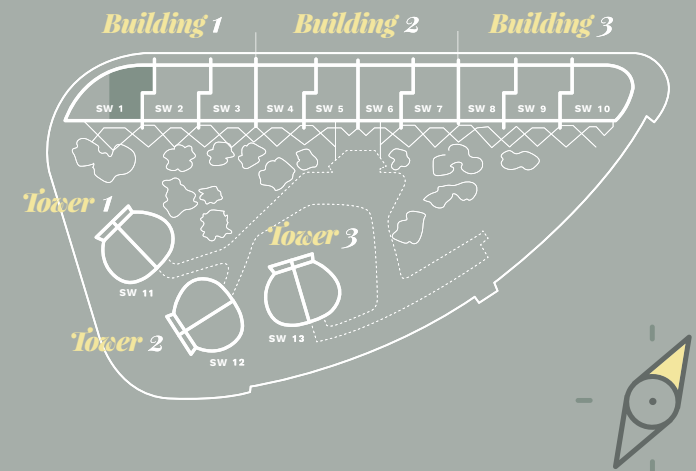 Building 1 Building 2 Building 3
SW 1 SW 2 SW 3 SW 4 SW 5 SW 6 SW 7 SW 8 SW 9 SW 10
Tower 1
Tower 3
SW 11
Tower 2
SW 13
SW 12